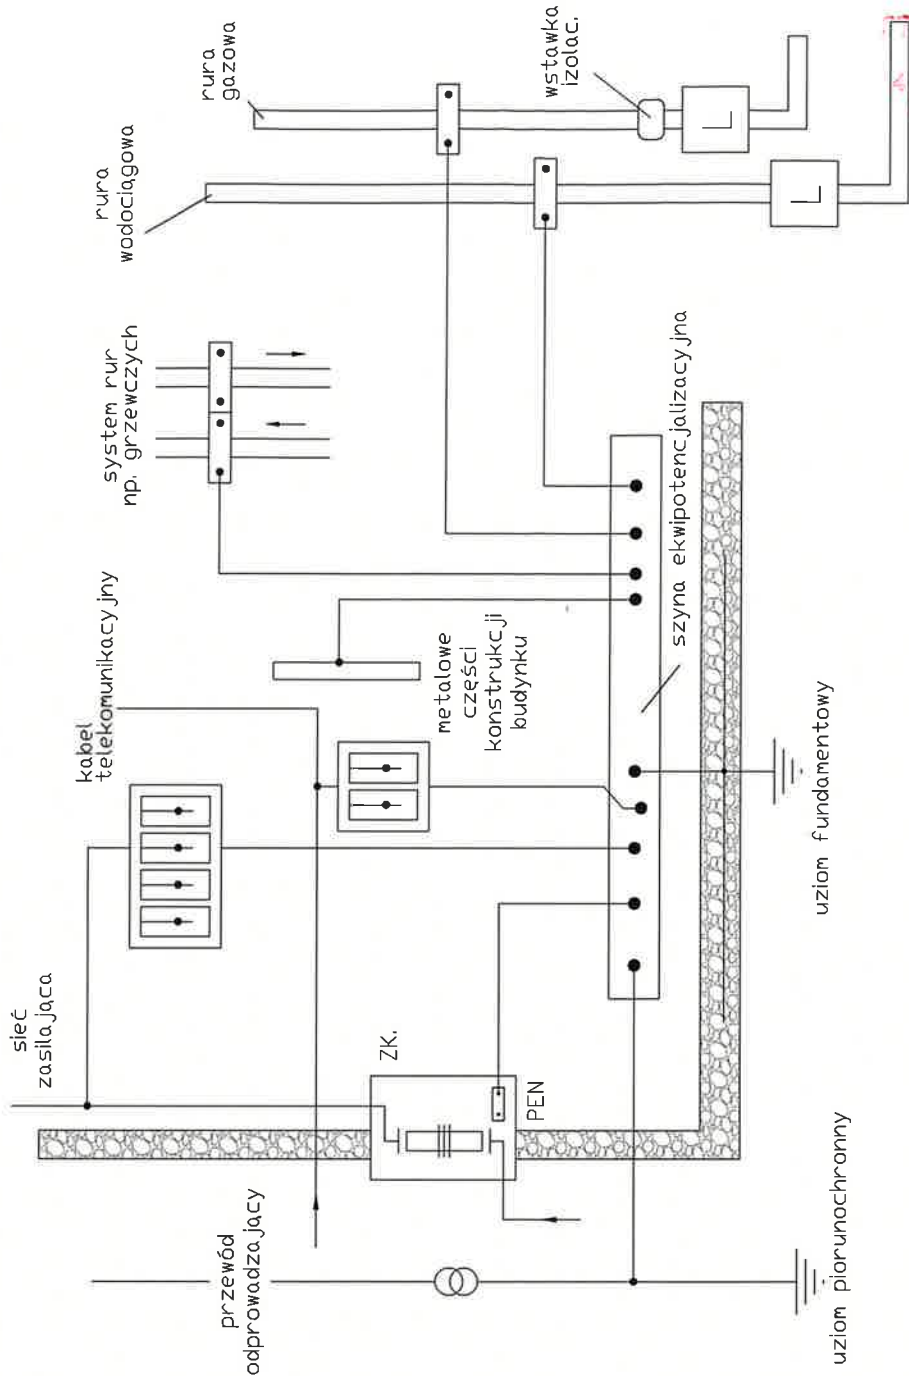 przewód
odprowadzający
sieć
zasilająca
kabel
telekomunikacyjny
system rur
np. grzewczych
rura
wodociągowa
rura
gazowa
ZK.
PEN
metalowe
części
konstrukcji
budynku
wstawka
izolac.
L
L
szyna ekwipotencjalizacyjna
uziom piorunochronny
uziom fundamentowy